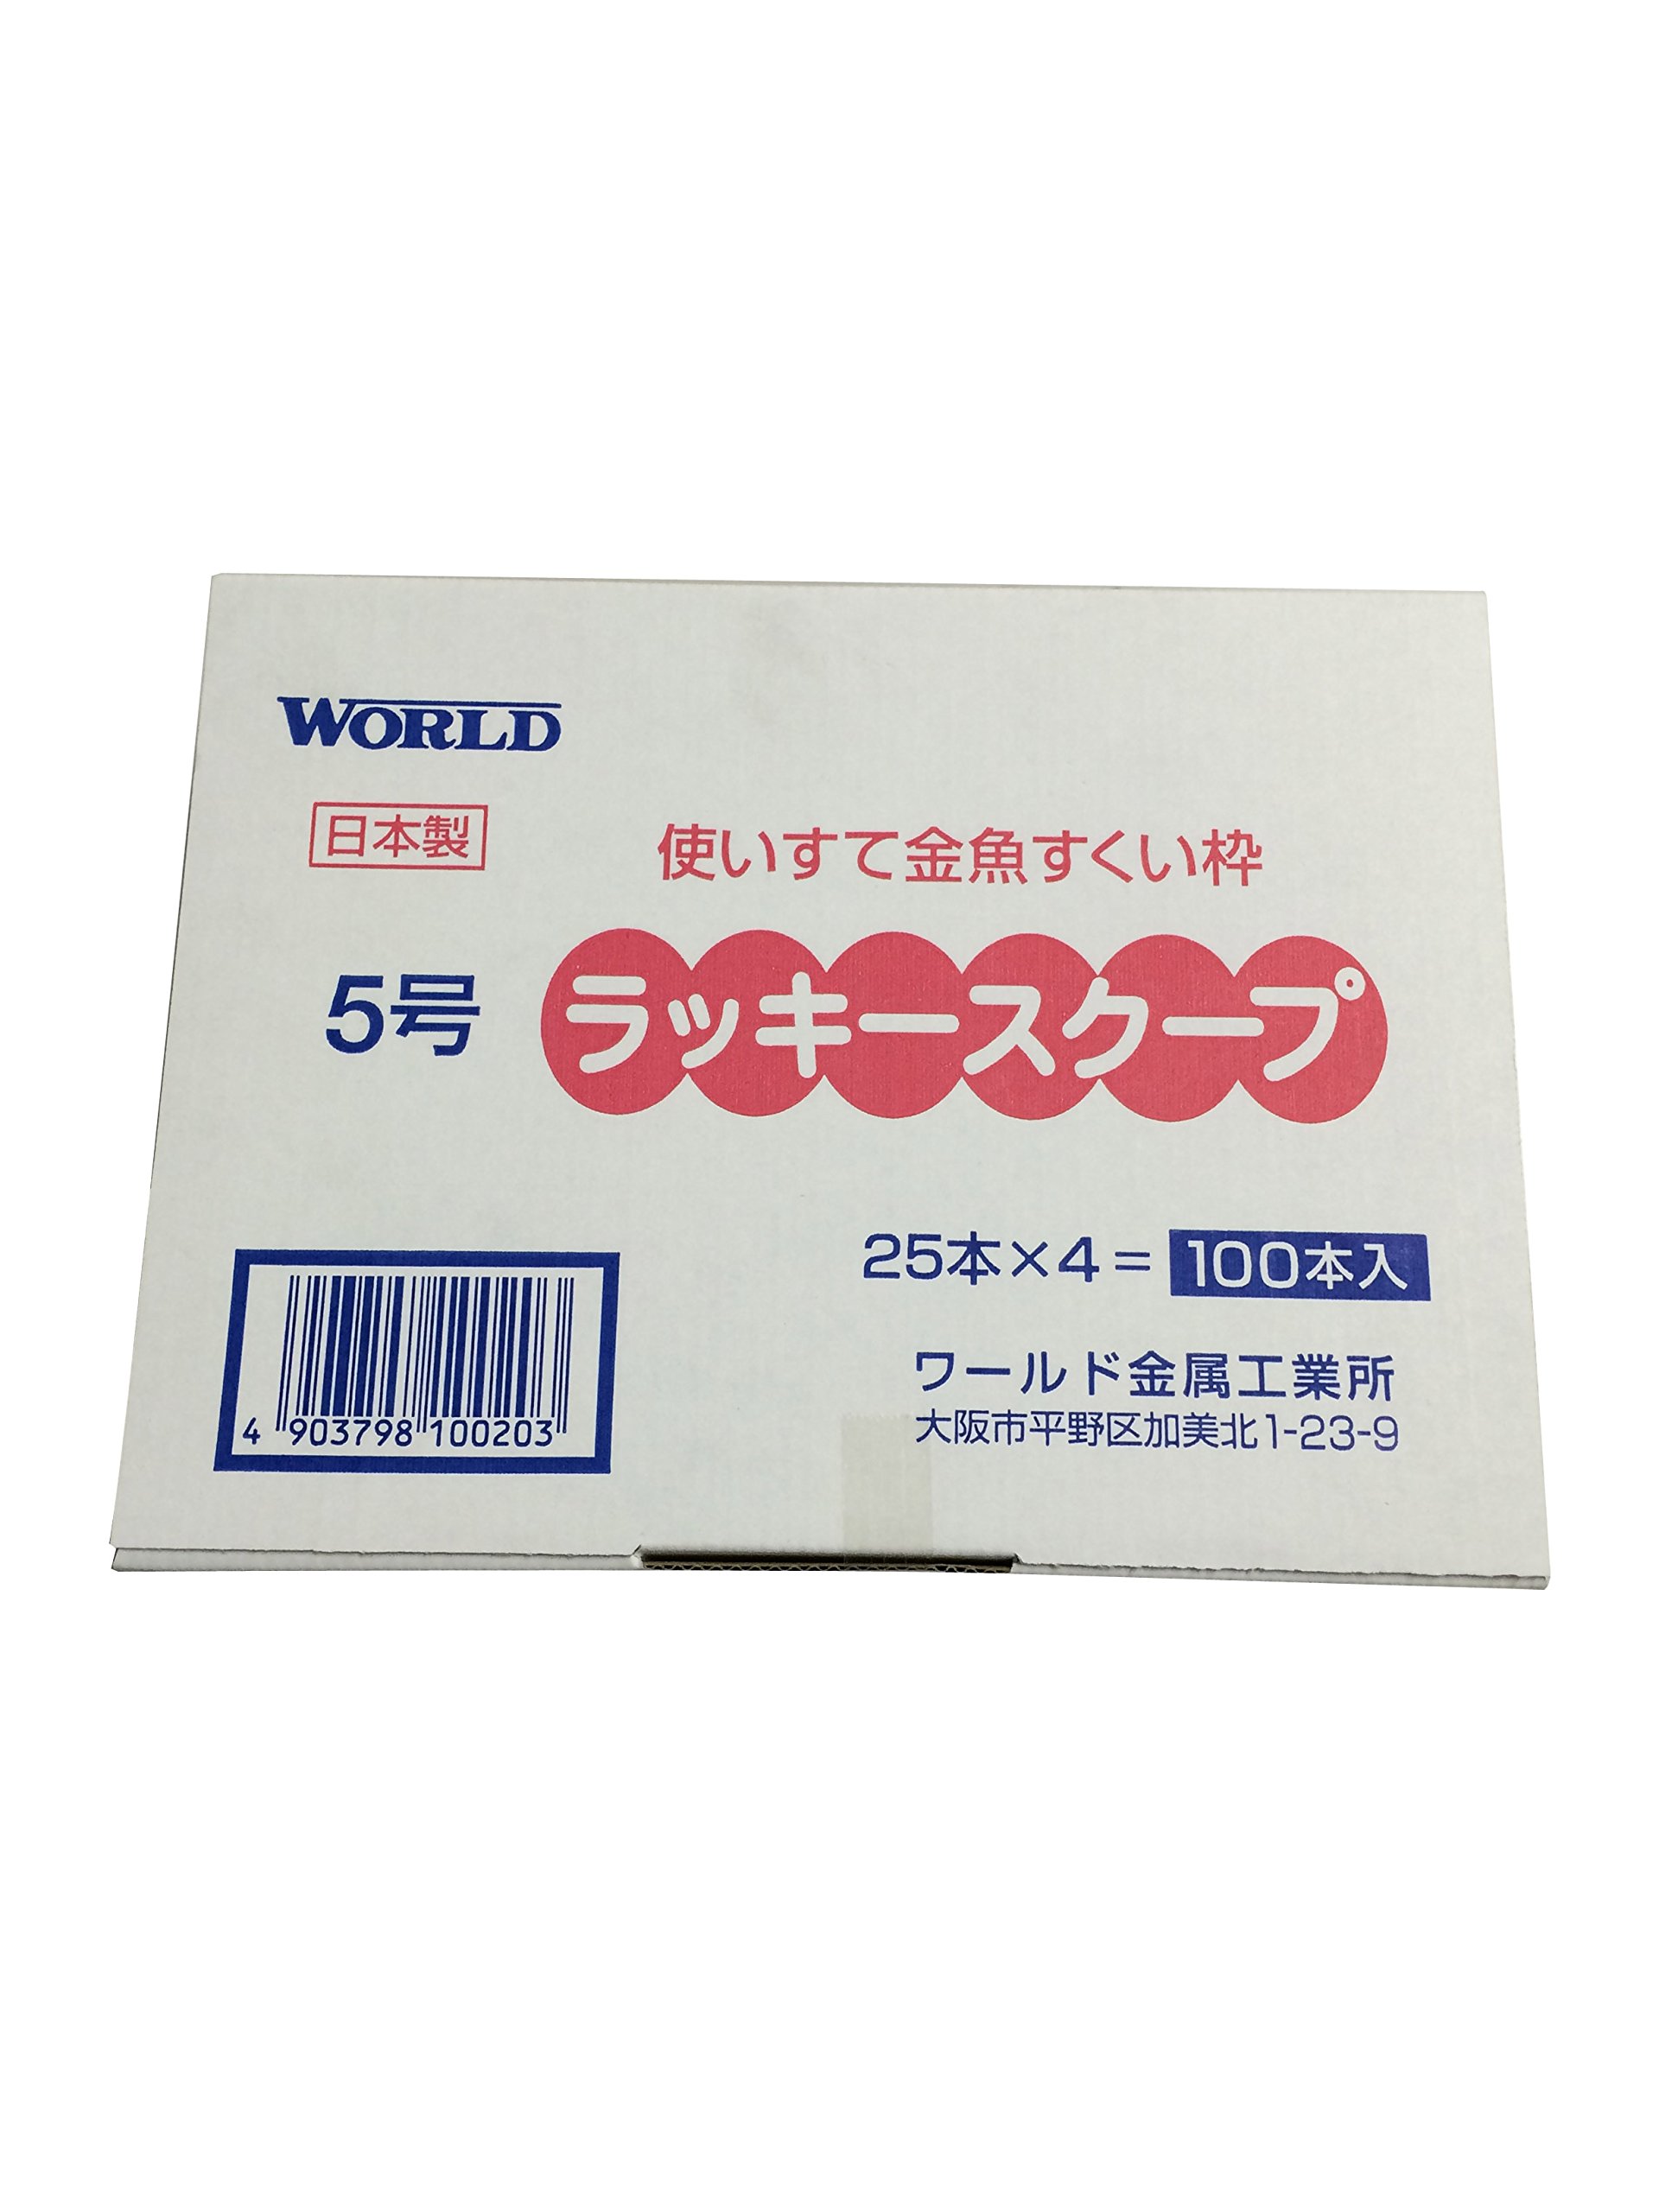 WORLD
日本製
使いすて金魚すくい枠
5号
ラッキースクープ
25本×4=100本入
ワールド金属工業所
大阪市平野区加美北1-23-9
4 903798 100203